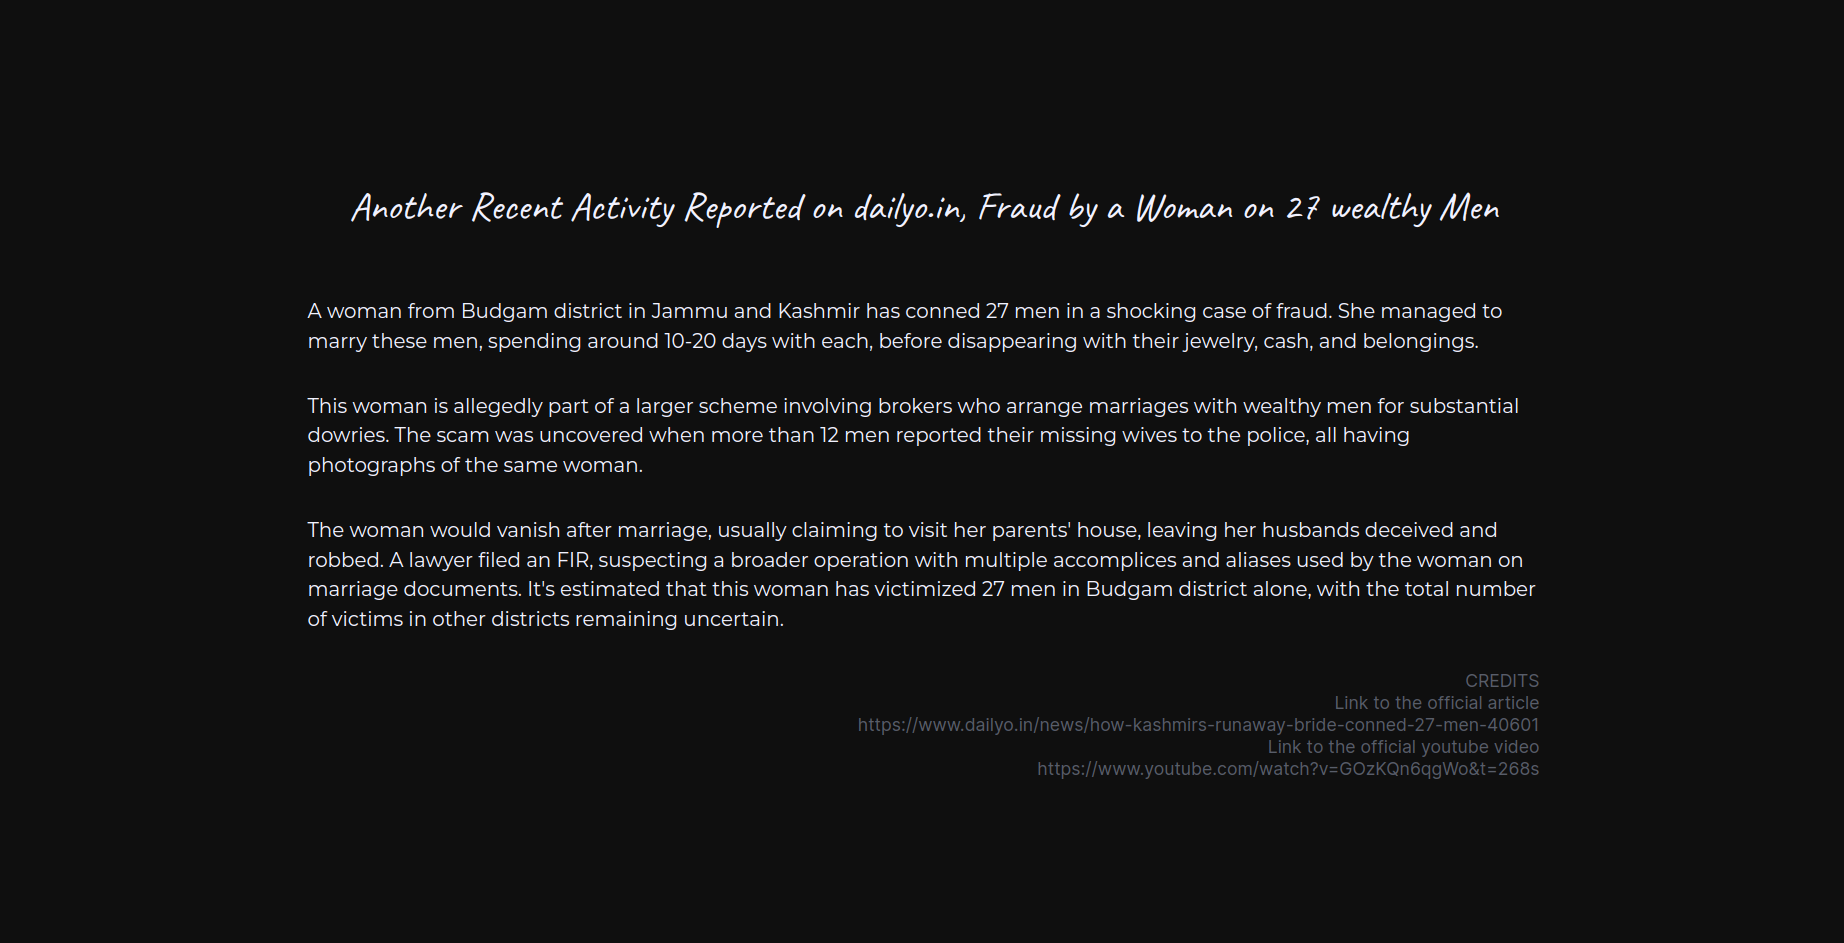 Another Recent Activity Reported on dailyo.in, Fraud by a Woman on 27 wealthy Men
A woman from Budgam district in Jammu and Kashmir has conned 27 men in a shocking case of fraud. She managed to
marry these men, spending around 10-20 days with each, before disappearing with their jewelry, cash, and belongings.
This woman is allegedly part of a larger scheme involving brokers who arrange marriages with wealthy men for substantial
dowries. The scam was uncovered when more than 12 men reported their missing wives to the police, all having
photographs of the same woman.
The woman would vanish after marriage, usually claiming to visit her parents' house, leaving her husbands deceived and
robbed. A lawyer filed an FIR, suspecting a broader operation with multiple accomplices and aliases used by the woman on
marriage documents. It's estimated that this woman has victimized 27 men in Budgam district alone, with the total number
of victims in other districts remaining uncertain.
CREDITS
Link to the official article
https://www.dailyo.in/news/how-kashmirs-runaway-bride-conned-27-men-40601
Link to the official youtube video
https://www.youtube.com/watch?v=GOzKQn6qgWo&t=268s